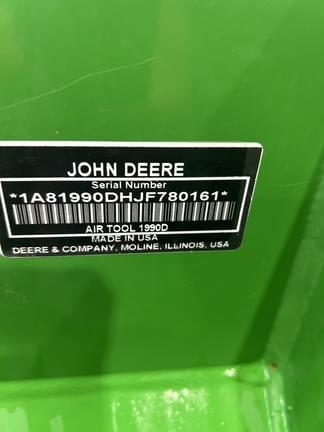 JOHN DEERE
Serial Number
*1A81990DHJF780161*
AIR TOOL 1990D
MADE IN USA
DEERE & COMPANY, MOLINE, ILLINOIS, USA